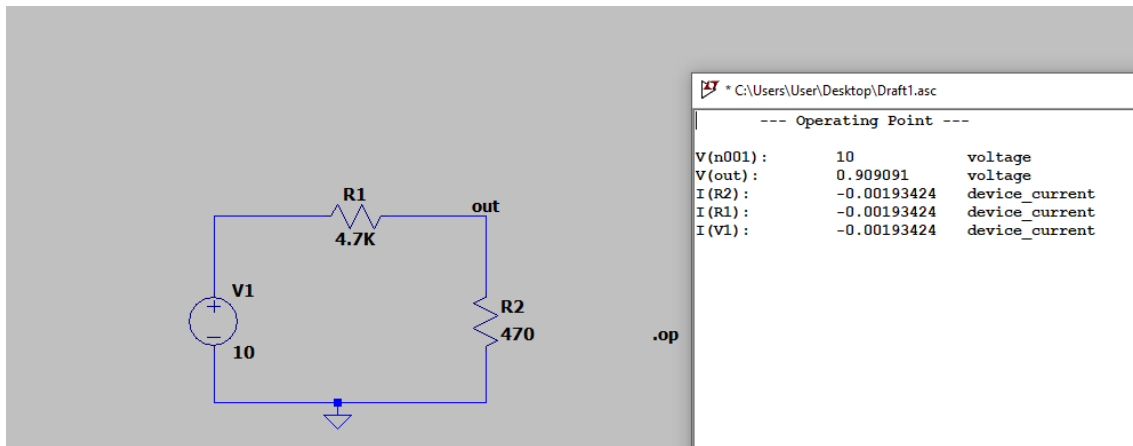 R1
out
4.7K
V1
R2
470
10
.op
* C:\Users\User\Desktop\Draft1.asc
--- Operating Point ---
V(n001): 10 voltage
V(out): 0.909091 voltage
I(R2): -0.00193424 device_current
I(R1): -0.00193424 device_current
I(V1): -0.00193424 device_current